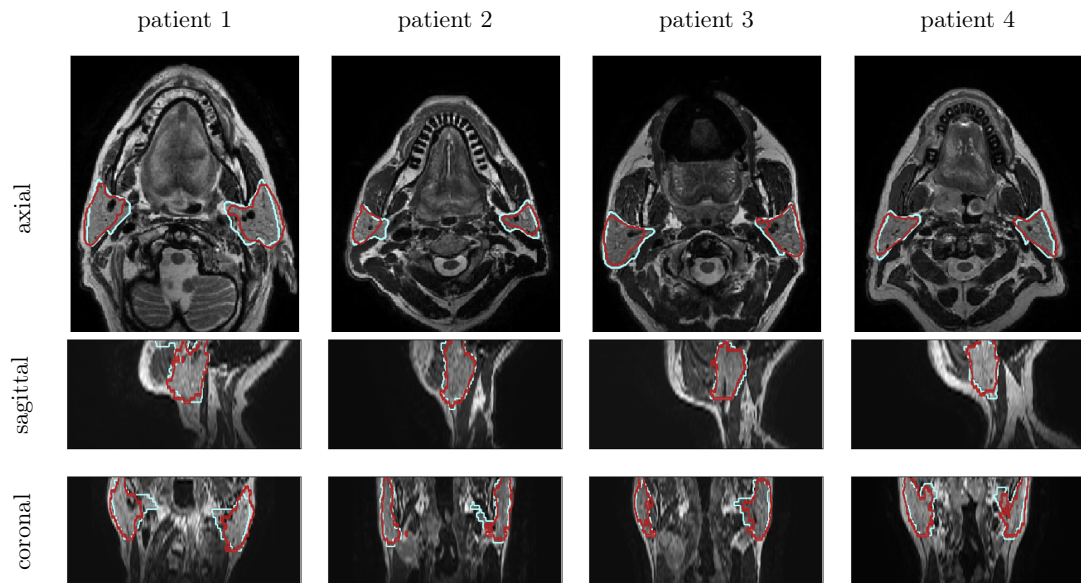 patient 1 patient 2 patient 3 patient 4
axial
sagittal
coronal